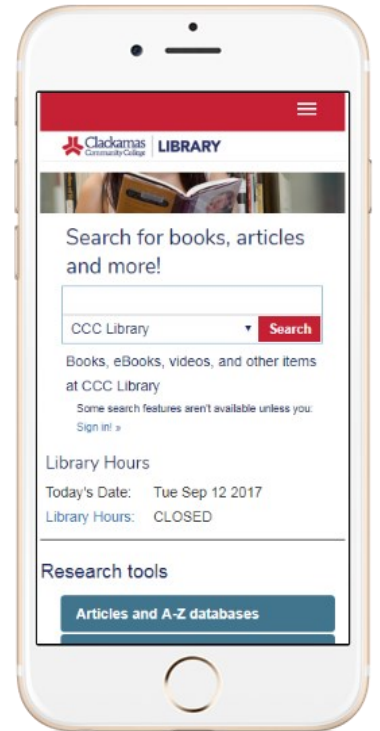 Clackamas
Community College
LIBRARY
Search for books, articles
and more!
CCC Library
Search
Books, eBooks, videos, and other items
at CCC Library
Some search features aren't available unless you:
Sign in! »
Library Hours
Today's Date: Tue Sep 12 2017
Library Hours: CLOSED
Research tools
Articles and A-Z databases